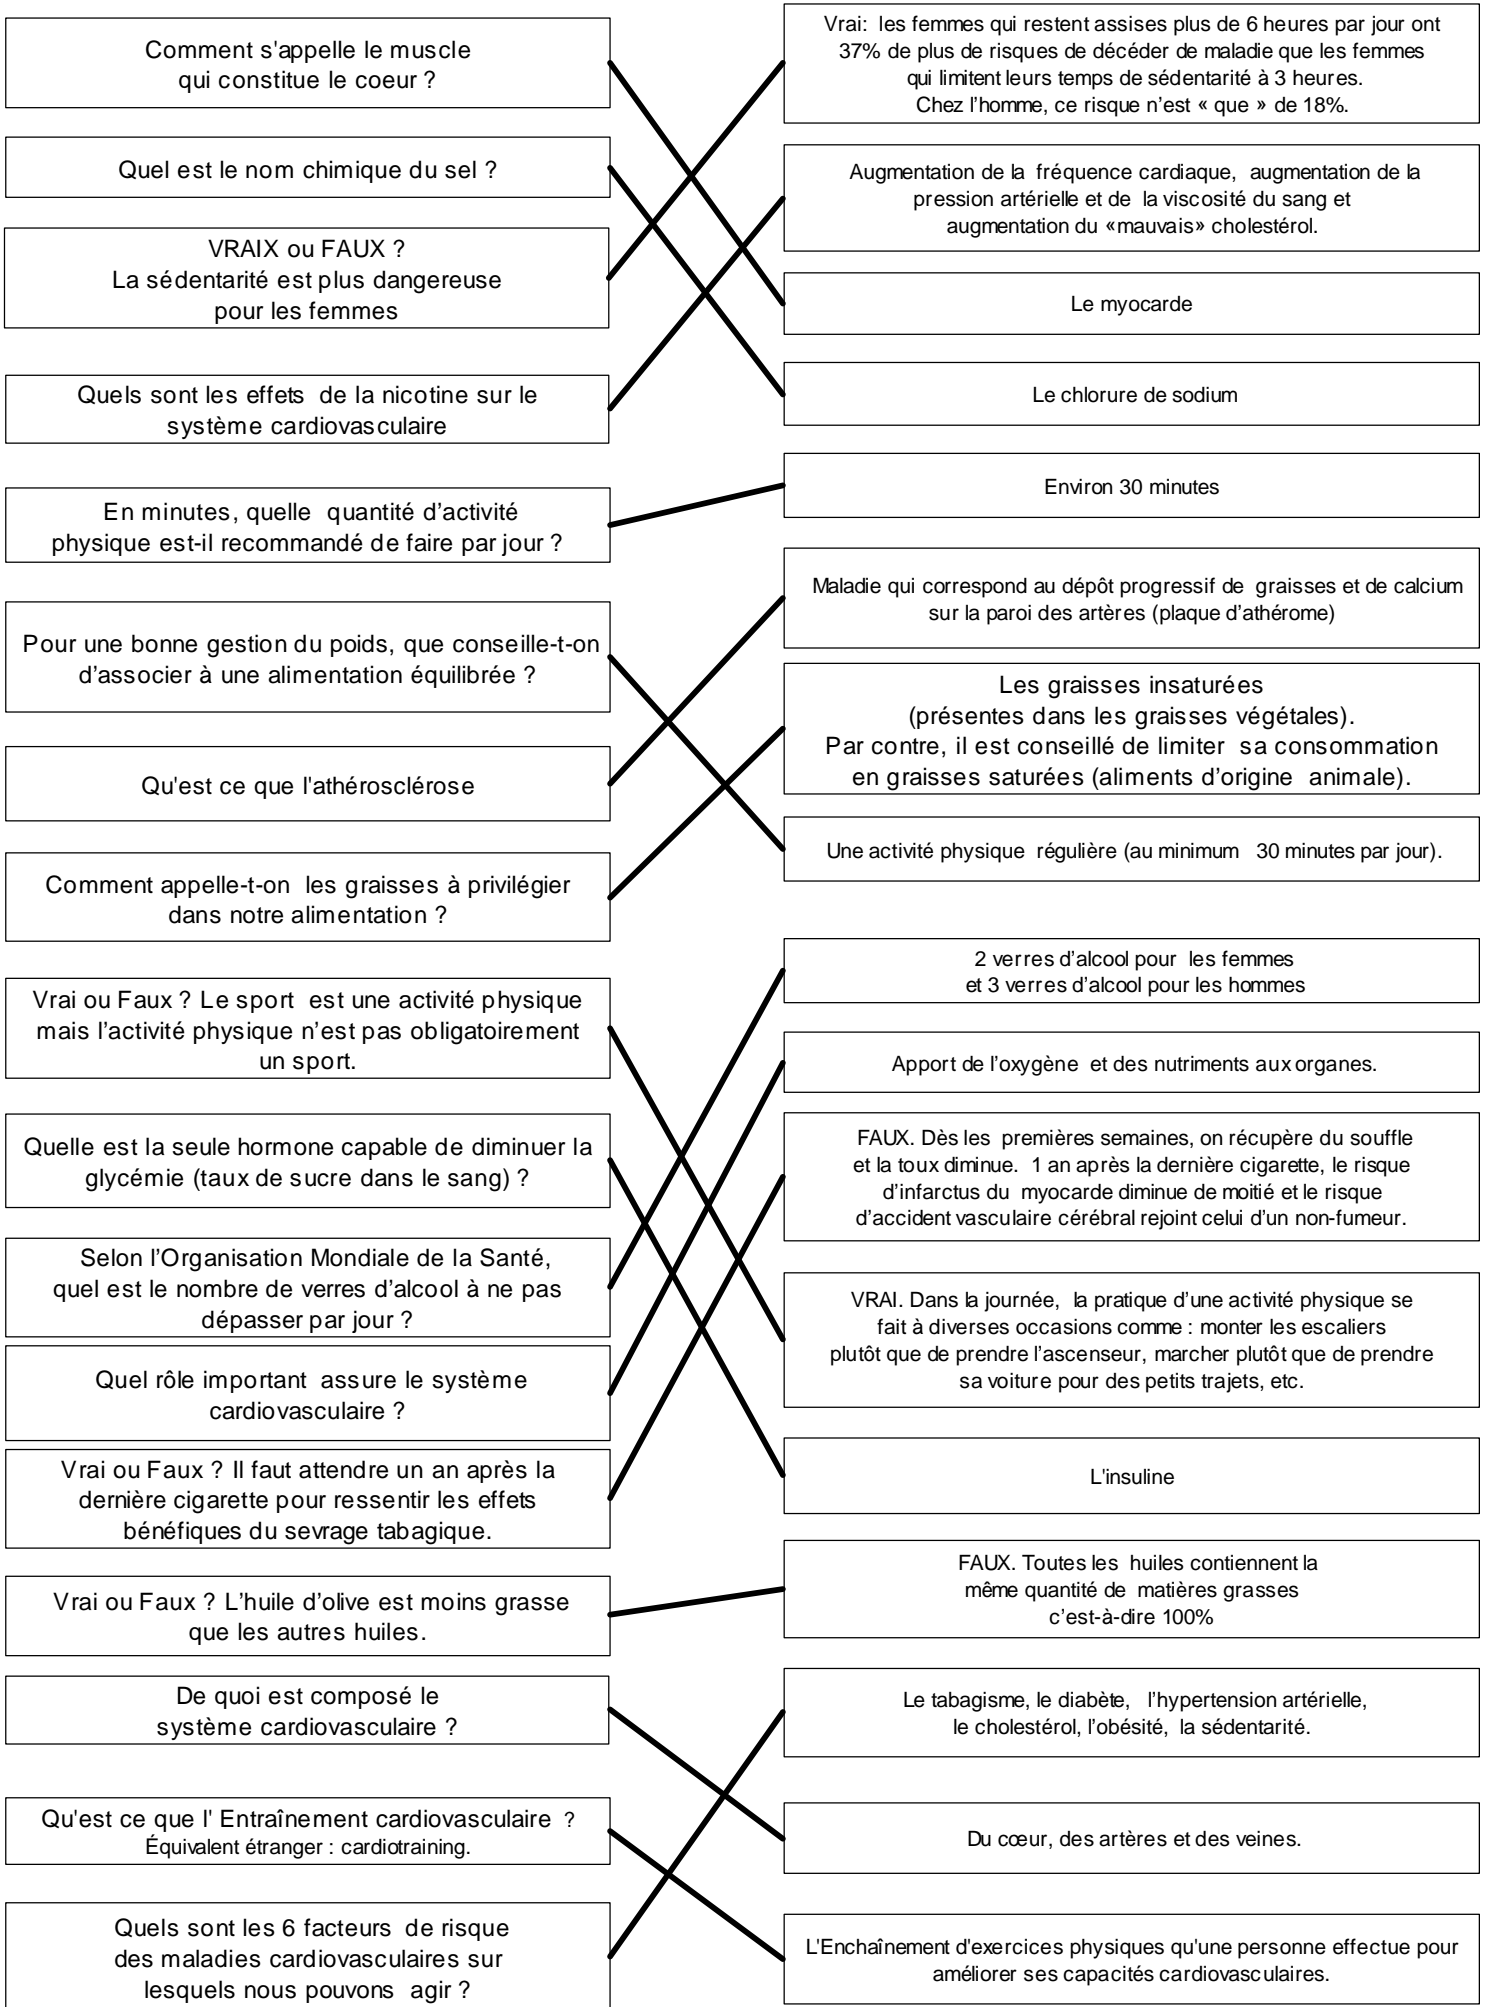 Comment s'appelle le muscle
qui constitue le coeur ?
Quel est le nom chimique du sel ?
VRAIX ou FAUX ?
La sédentarité est plus dangereuse
pour les femmes
Quels sont les effets de la nicotine sur le
système cardiovasculaire
En minutes, quelle quantité d’activité
physique est-il recommandé de faire par jour ?
Pour une bonne gestion du poids, que conseille-t-on
d’associer à une alimentation équilibrée ?
Qu'est ce que l'athérosclérose
Comment appelle-t-on les graisses à privilégier
dans notre alimentation ?
Vrai ou Faux ? Le sport est une activité physique
mais l’activité physique n’est pas obligatoirement
un sport.
Quelle est la seule hormone capable de diminuer la
glycémie (taux de sucre dans le sang) ?
Selon l’Organisation Mondiale de la Santé,
quel est le nombre de verres d’alcool à ne pas
dépasser par jour ?
Quel rôle important assure le système
cardiovasculaire ?
Vrai ou Faux ? Il faut attendre un an après la
dernière cigarette pour ressentir les effets
bénéfiques du sevrage tabagique.
Vrai ou Faux ? L’huile d’olive est moins grasse
que les autres huiles.
De quoi est composé le
système cardiovasculaire ?
Qu'est ce que l' Entraînement cardiovasculaire ?
Équivalent étranger : cardiotraining.
Quels sont les 6 facteurs de risque
des maladies cardiovasculaires sur
lesquels nous pouvons agir ?
Vrai: les femmes qui restent assises plus de 6 heures par jour ont
37% de plus de risques de décéder de maladie que les femmes
qui limitent leurs temps de sédentarité à 3 heures.
Chez l’homme, ce risque n’est « que » de 18%.
Augmentation de la fréquence cardiaque, augmentation de la
pression artérielle et de la viscosité du sang et
augmentation du «mauvais» cholestérol.
Le myocarde
Le chlorure de sodium
Environ 30 minutes
Maladie qui correspond au dépôt progressif de graisses et de calcium
sur la paroi des artères (plaque d’athérome)
Les graisses insaturées
(présentes dans les graisses végétales).
Par contre, il est conseillé de limiter sa consommation
en graisses saturées (aliments d’origine animale).
Une activité physique régulière (au minimum 30 minutes par jour).
2 verres d’alcool pour les femmes
et 3 verres d’alcool pour les hommes
Apport de l’oxygène et des nutriments aux organes.
FAUX. Dès les premières semaines, on récupère du souffle
et la toux diminue. 1 an après la dernière cigarette, le risque
d’infarctus du myocarde diminue de moitié et le risque
d’accident vasculaire cérébral rejoint celui d’un non-fumeur.
VRAI. Dans la journée, la pratique d’une activité physique se
fait à diverses occasions comme : monter les escaliers
plutôt que de prendre l’ascenseur, marcher plutôt que de prendre
sa voiture pour des petits trajets, etc.
L'insuline
FAUX. Toutes les huiles contiennent la
même quantité de matières grasses
c’est-à-dire 100%
Le tabagisme, le diabète, l’hypertension artérielle,
le cholestérol, l’obésité, la sédentarité.
Du cœur, des artères et des veines.
L'Enchaînement d'exercices physiques qu'une personne effectue pour
améliorer ses capacités cardiovasculaires.